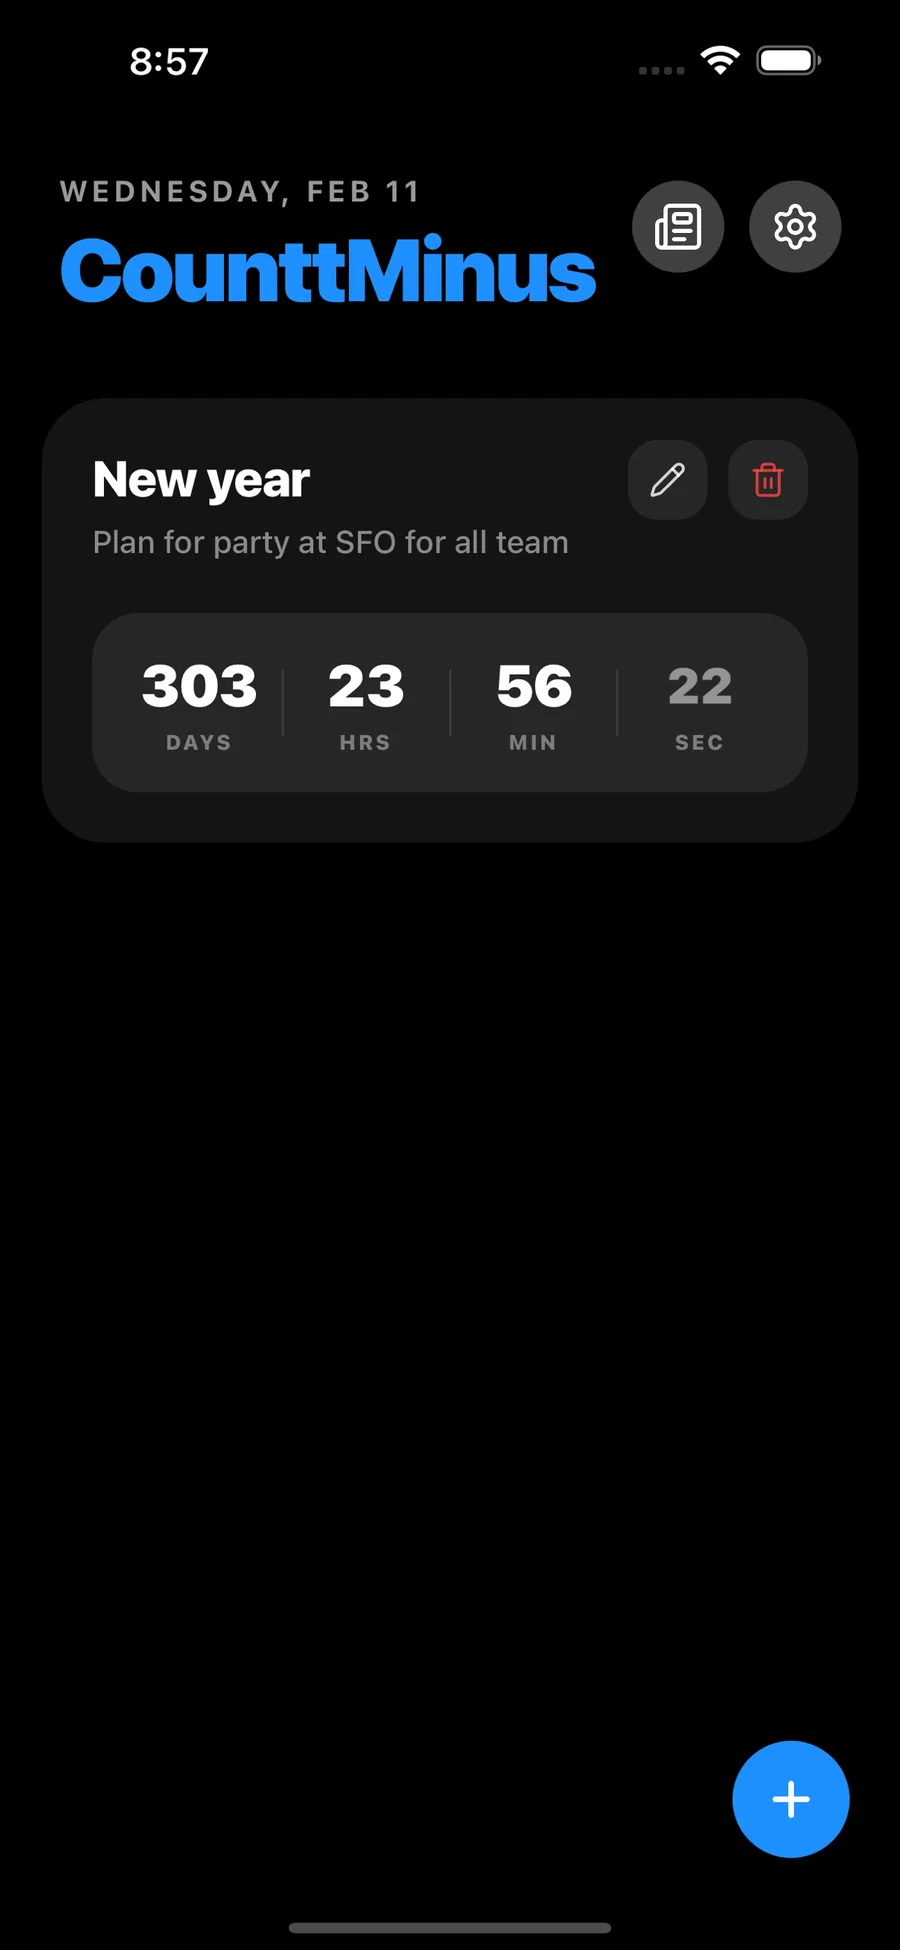 8:57
WEDNESDAY, FEB 11
CounttMinus
New year
Plan for party at SFO for all team
303 23 56 22
DAYS HRS MIN SEC